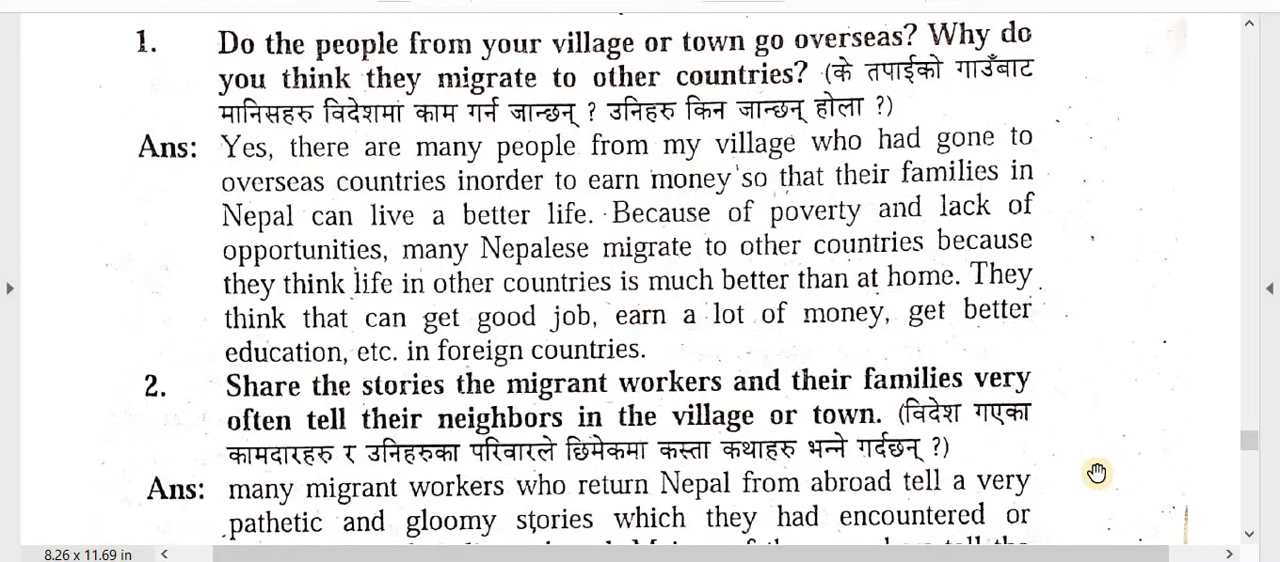 1. Do the people from your village or town go overseas? Why do
you think they migrate to other countries? (के तपाईको गाउँबाट
मानिसहरु विदेशमा काम गर्न जान्छन् ? उनिहरु किन जान्छन् होला ?)
Ans: Yes, there are many people from my village who had gone to
overseas countries inorder to earn money so that their families in
Nepal can live a better life. Because of poverty and lack of
opportunities, many Nepalese migrate to other countries because
they think life in other countries is much better than at home. They
think that can get good job, earn a lot of money, get better
education, etc. in foreign countries.
2. Share the stories the migrant workers and their families very
often tell their neighbors in the village or town. (विदेश गएका
कामदारहरु र उनिहरुका परिवारले छिमेकमा कस्ता कथाहरु भन्ने गर्दछन् ?)
Ans: many migrant workers who return Nepal from abroad tell a very
pathetic and gloomy stories which they had encountered or
8.26 x 11.69 in